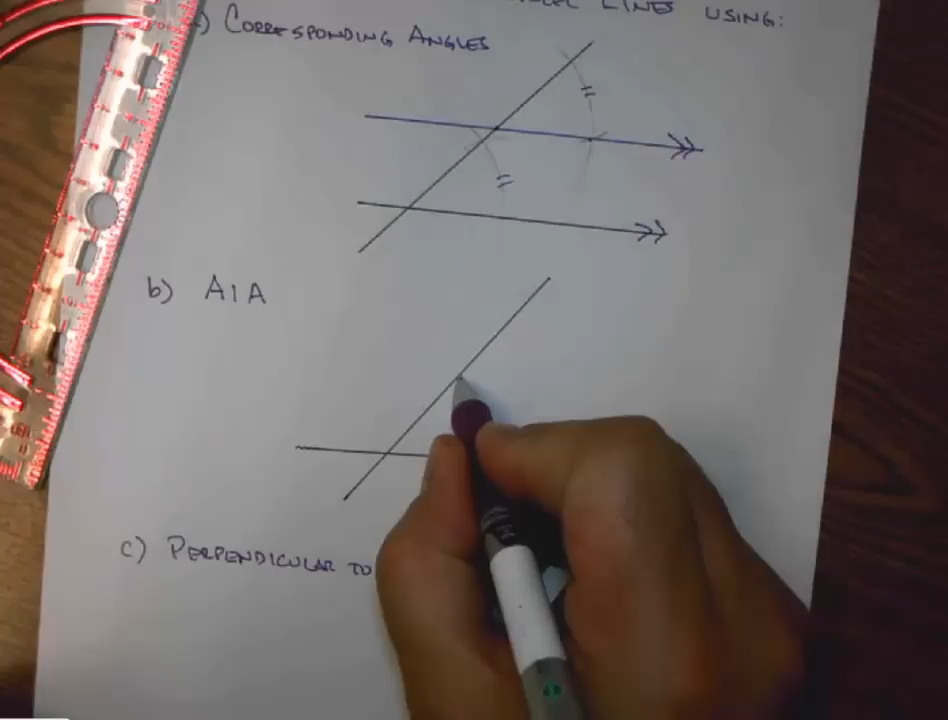 LINES USING:
CORRESPONDING ANGLES
b) AIA
c) PERPENDICULAR TO